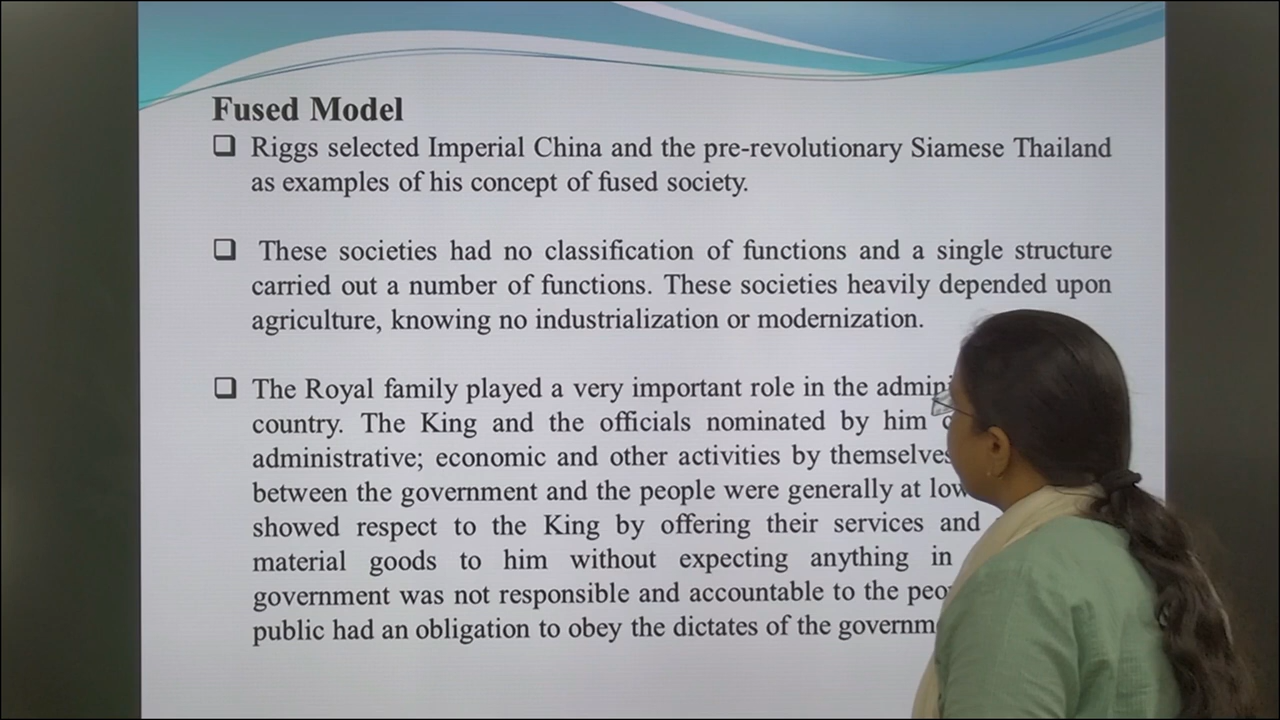 Fused Model
❑ Riggs selected Imperial China and the pre-revolutionary Siamese Thailand
as examples of his concept of fused society.
❑ These societies had no classification of functions and a single structure
carried out a number of functions. These societies heavily depended upon
agriculture, knowing no industrialization or modernization.
❑ The Royal family played a very important role in the
country. The King and the officials nominated by him
administrative; economic and other activities by
between the government and the people were generally at
showed respect to the King by offering their services and
material goods to him without expecting anything in
government was not responsible and accountable to the
public had an obligation to obey the dictates of the